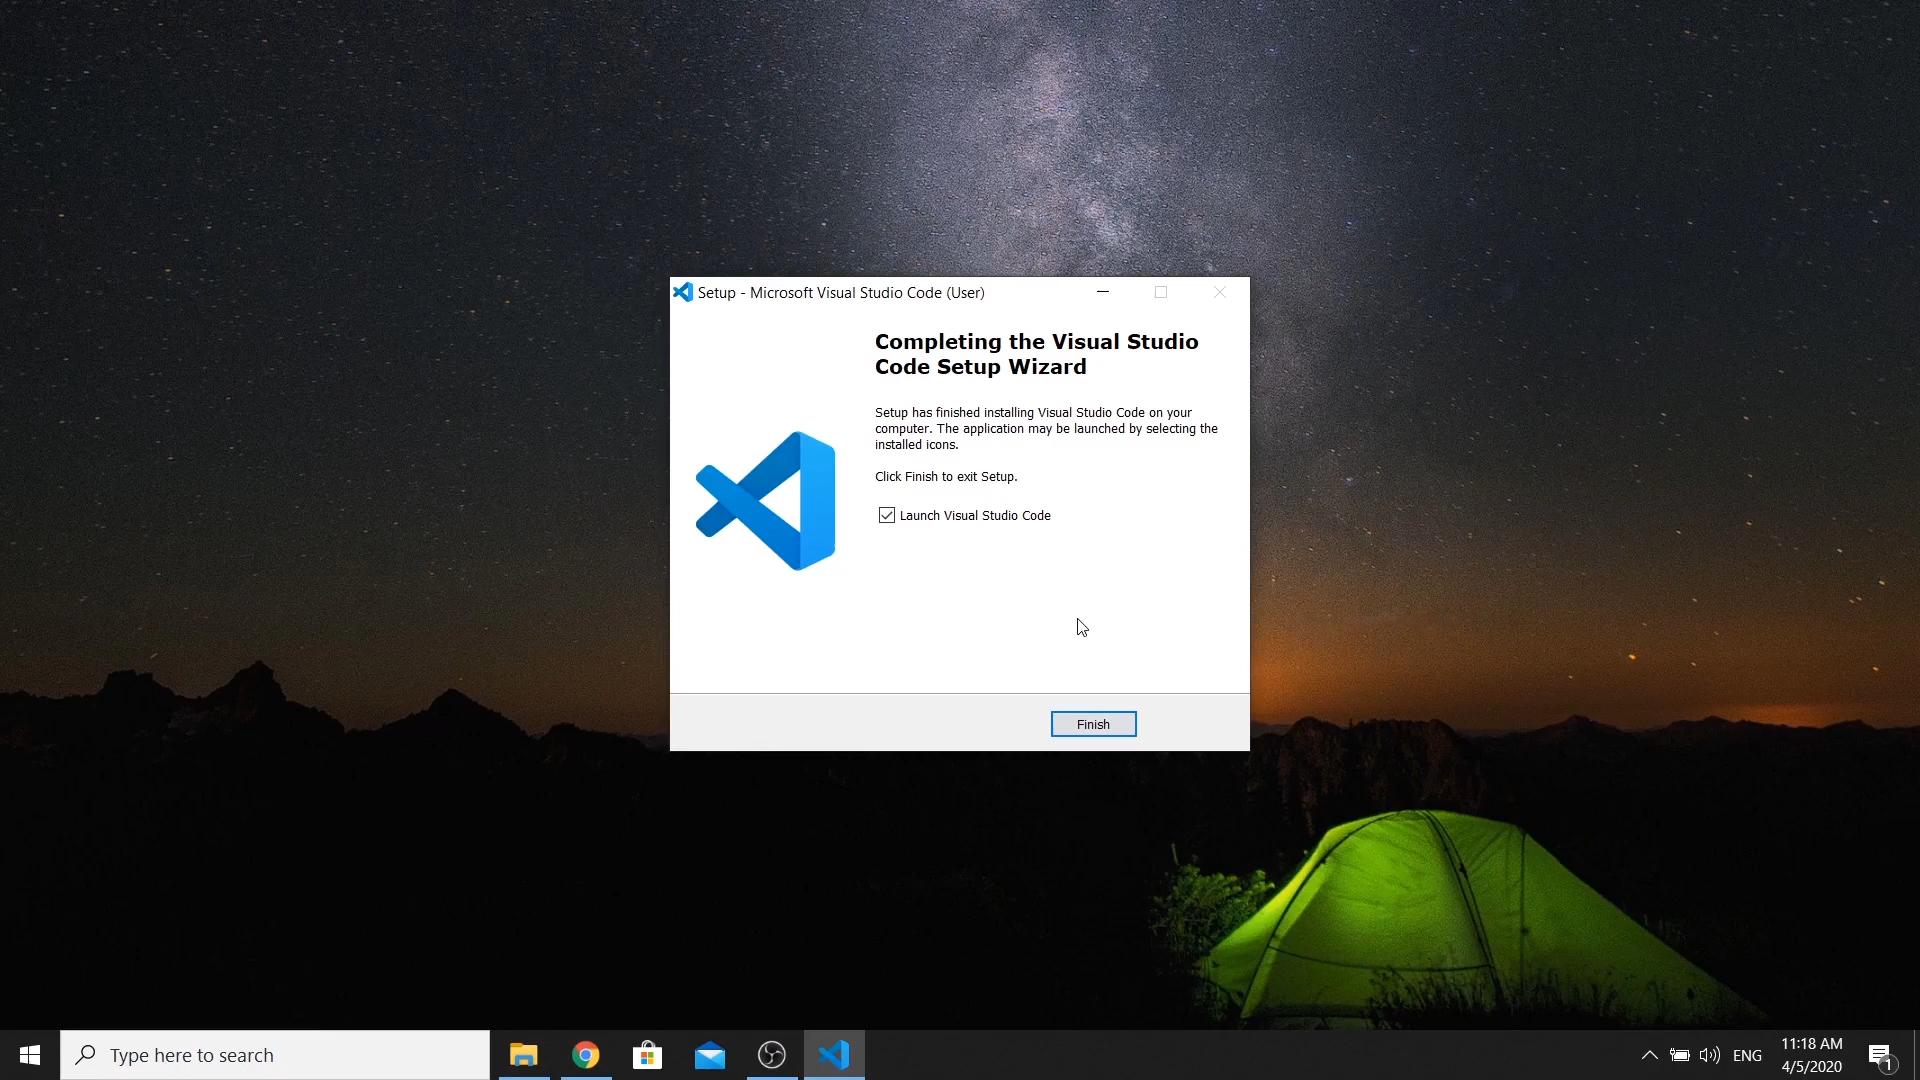 Setup - Microsoft Visual Studio Code (User)
Completing the Visual Studio
Code Setup Wizard
Setup has finished installing Visual Studio Code on your
computer. The application may be launched by selecting the
installed icons.
Click Finish to exit Setup.
Launch Visual Studio Code
Finish
Type here to search
ENG
11:18 AM
4/5/2020
1